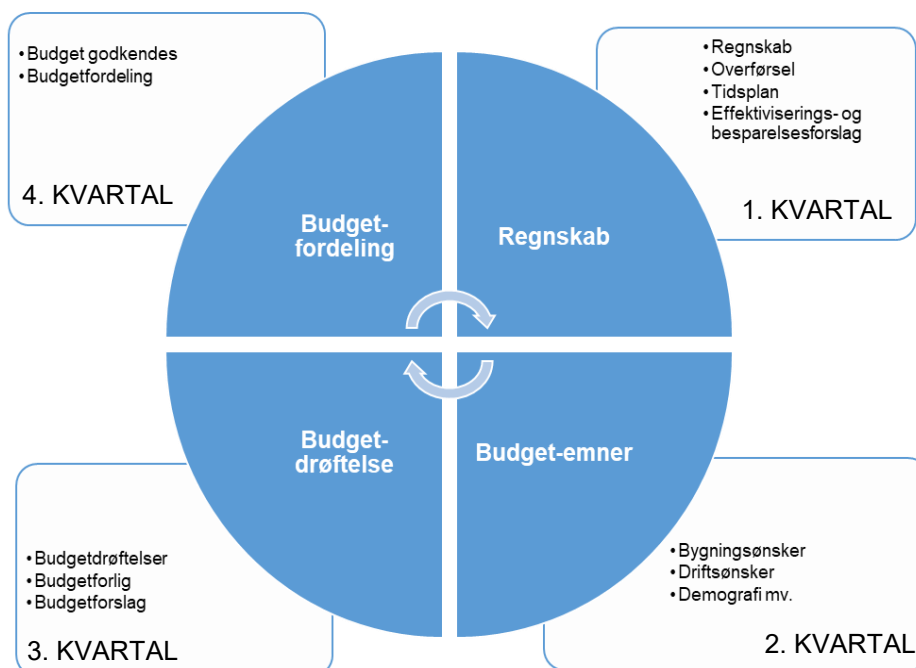 • Budget godkendes
• Budgetfordeling
4. KVARTAL
• Regnskab
• Overførsel
• Tidsplan
• Effektiviserings- og
besparelsesforslag
1. KVARTAL
Budget-
fordeling
Regnskab
Budget-
drøftelse
Budget-emner
• Budgetdrøftelser
• Budgetforlig
• Budgetforslag
3. KVARTAL
• Bygningsønsker
• Driftsønsker
• Demografi mv.
2. KVARTAL